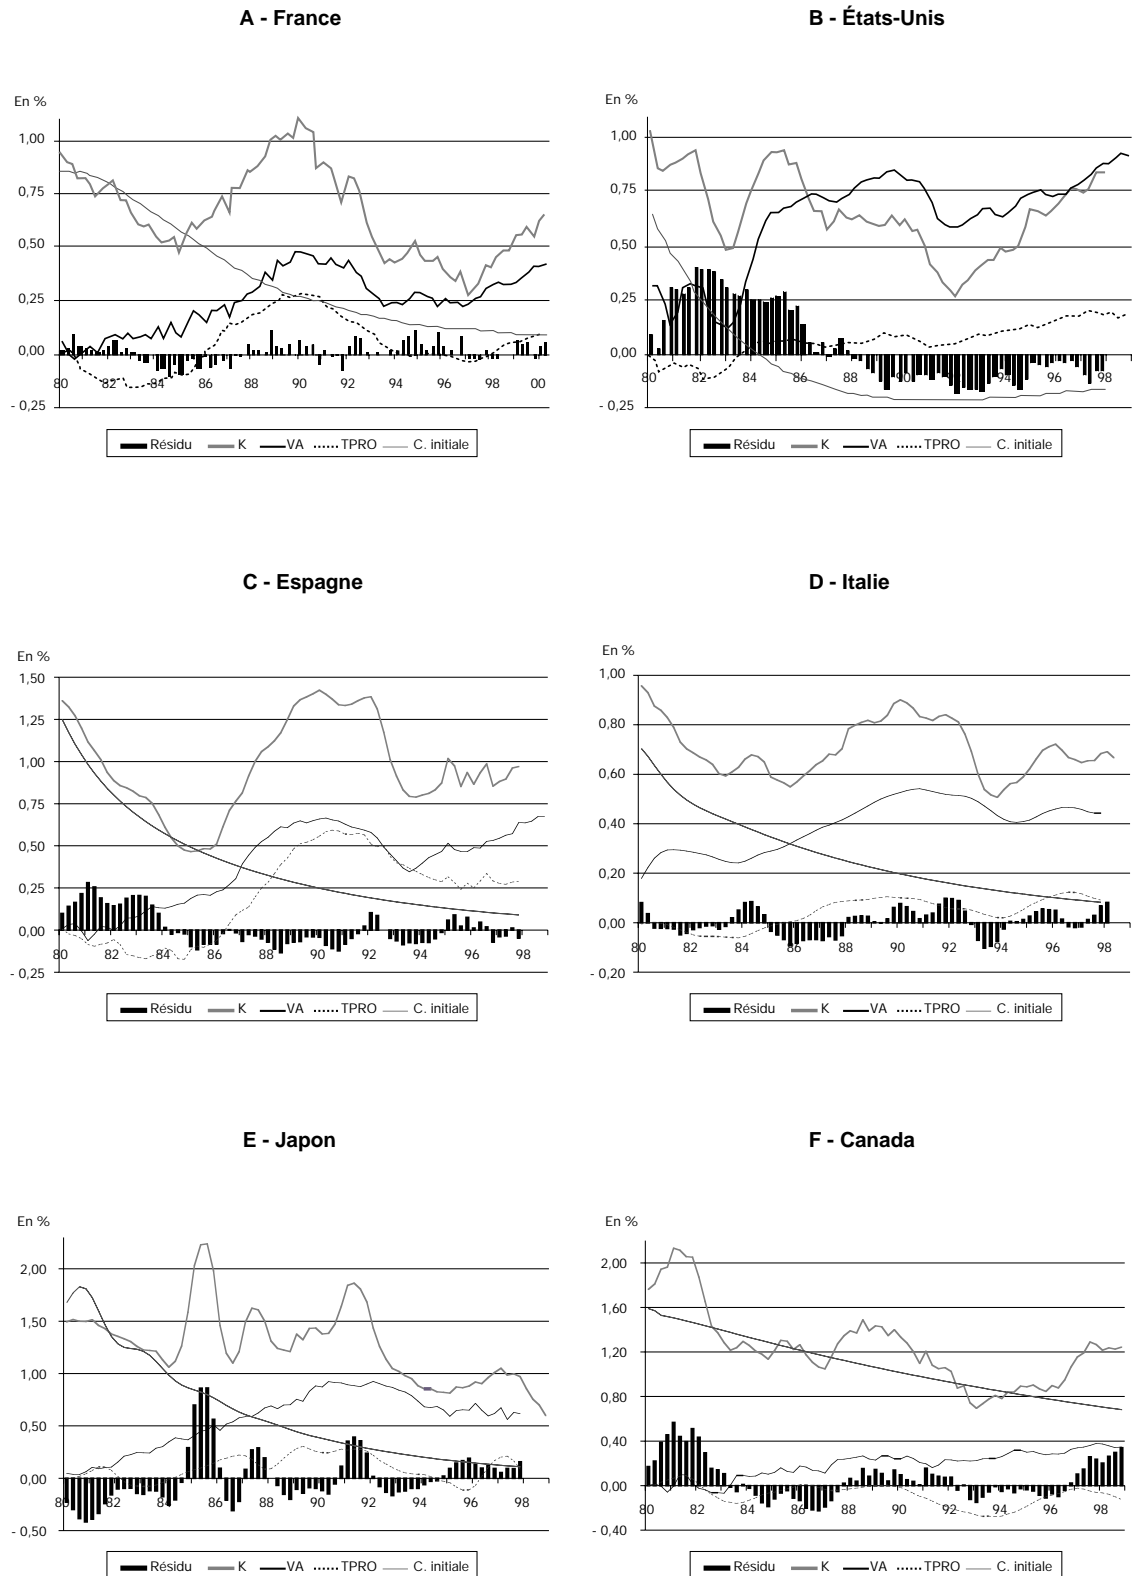 A - France
B - États-Unis
En %
1,00
0,75
0,50
0,25
0,00
- 0,25
80 82 84 86 88 90 92 94 96 98 00
Résidu K VA TPRO C. initiale
En %
1,00
0,75
0,50
0,25
0,00
- 0,25
80 82 84 86 88 90 92 94 96 98
Résidu K VA TPRO C. initiale
C - Espagne
D - Italie
En %
1,50
1,25
1,00
0,75
0,50
0,25
0,00
- 0,25
80 82 84 86 88 90 92 94 96 98
Résidu K VA TPRO C. initiale
En %
1,00
0,80
0,60
0,40
0,20
0,00
- 0,20
80 82 84 86 88 90 92 94 96 98
Résidu K VA TPRO C. initiale
E - Japon
F - Canada
En %
2,00
1,50
1,00
0,50
0,00
- 0,50
80 82 84 86 88 90 92 94 96 98
Résidu K VA TPRO C. initiale
En %
2,00
1,60
1,20
0,80
0,40
0,00
- 0,40
80 82 84 86 88 90 92 94 96 98
Résidu K VA TPRO C. initiale